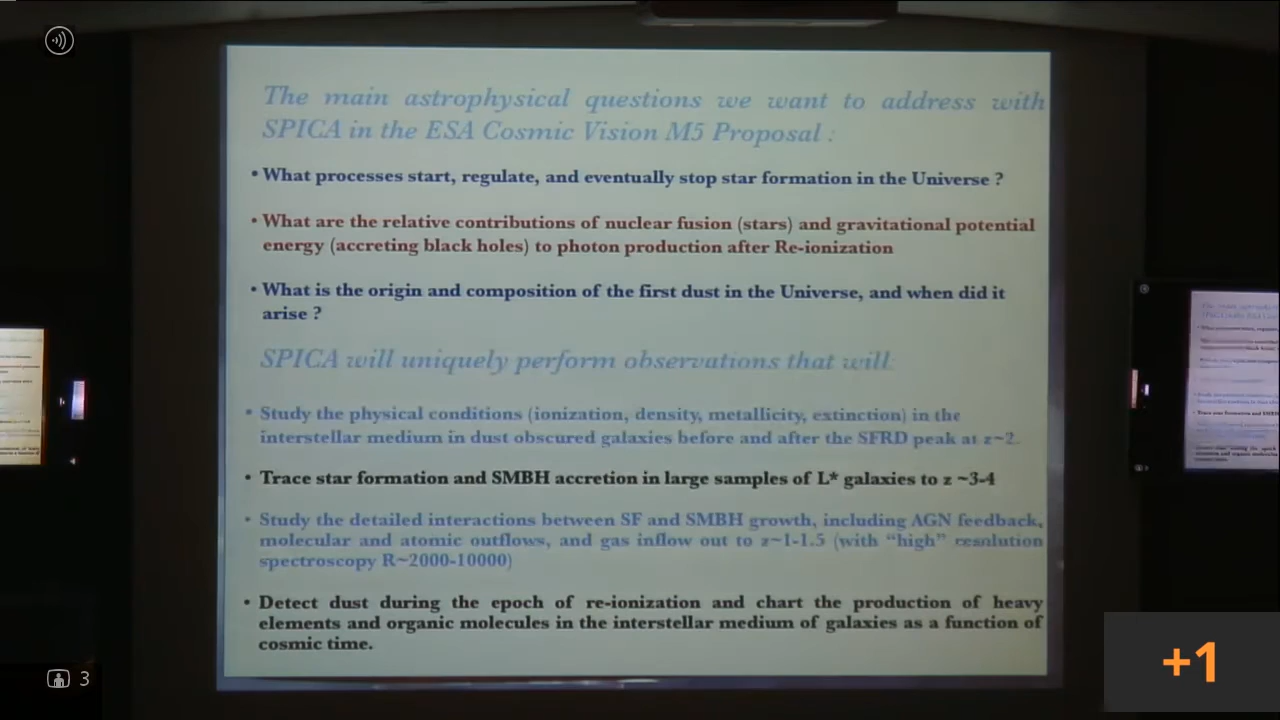 The main astrophysical questions we want to address with
SPICA in the ESA Cosmic Vision M5 Proposal :
• What processes start, regulate, and eventually stop star formation in the Universe ?
• What are the relative contributions of nuclear fusion (stars) and gravitational potential
energy (accreting black holes) to photon production after Re-ionization
• What is the origin and composition of the first dust in the Universe, and when did it
arise ?
SPICA will uniquely perform observations that will:
• Study the physical conditions (ionization, density, metallicity, extinction) in the
interstellar medium in dust obscured galaxies before and after the SFRD peak at z~2.
• Trace star formation and SMBH accretion in large samples of L* galaxies to z ~3-4
• Study the detailed interactions between SF and SMBH growth, including AGN feedback,
molecular and atomic outflows, and gas inflow out to z~1-1.5 (with “high” resolution
spectroscopy R~2000-10000)
• Detect dust during the epoch of re-ionization and chart the production of heavy
elements and organic molecules in the interstellar medium of galaxies as a function of
cosmic time.
3
+1